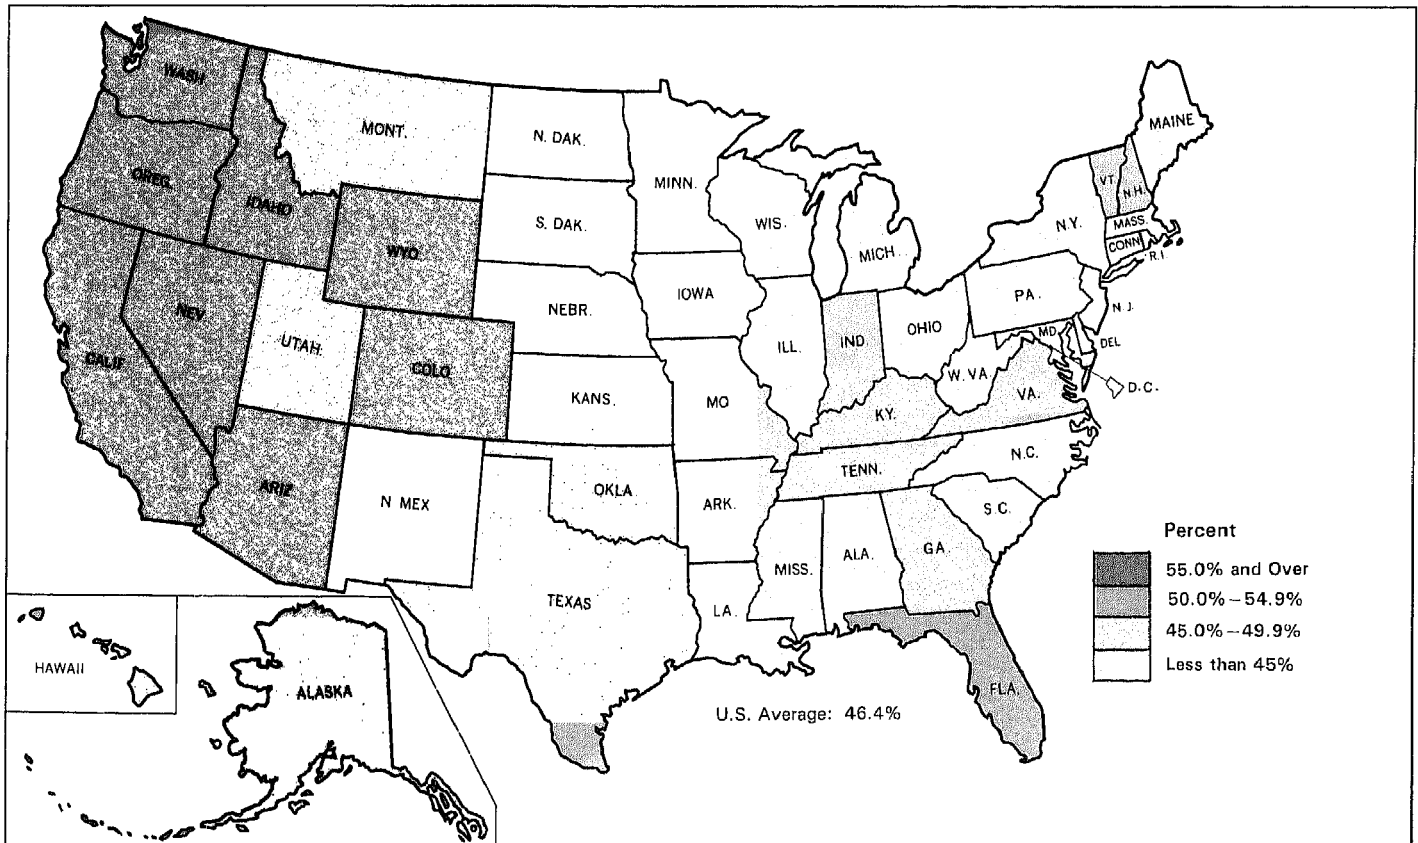 WASH
MONT.
N. DAK.
MINN.
MAINE
OREG.
IDAHO
S. DAK.
WIS.
MICH.
N.Y.
VT.
N.H.
MASS.
CONN
R.I.
WYO.
NEV
UTAH
CALIF
COLO.
NEBR.
IOWA
ILL.
IND.
OHIO
PA.
N.J.
MD.
DEL
W.VA.
VA.
D.C.
KANS.
MO
KY.
N.C.
TENN.
ARIZ.
N MEX
OKLA
ARK.
S.C.
MISS.
ALA.
GA.
TEXAS
LA.
FLA.
HAWAII
ALASKA
U.S. Average: 46.4%
Percent
55.0% and Over
50.0%–54.9%
45.0%–49.9%
Less than 45%